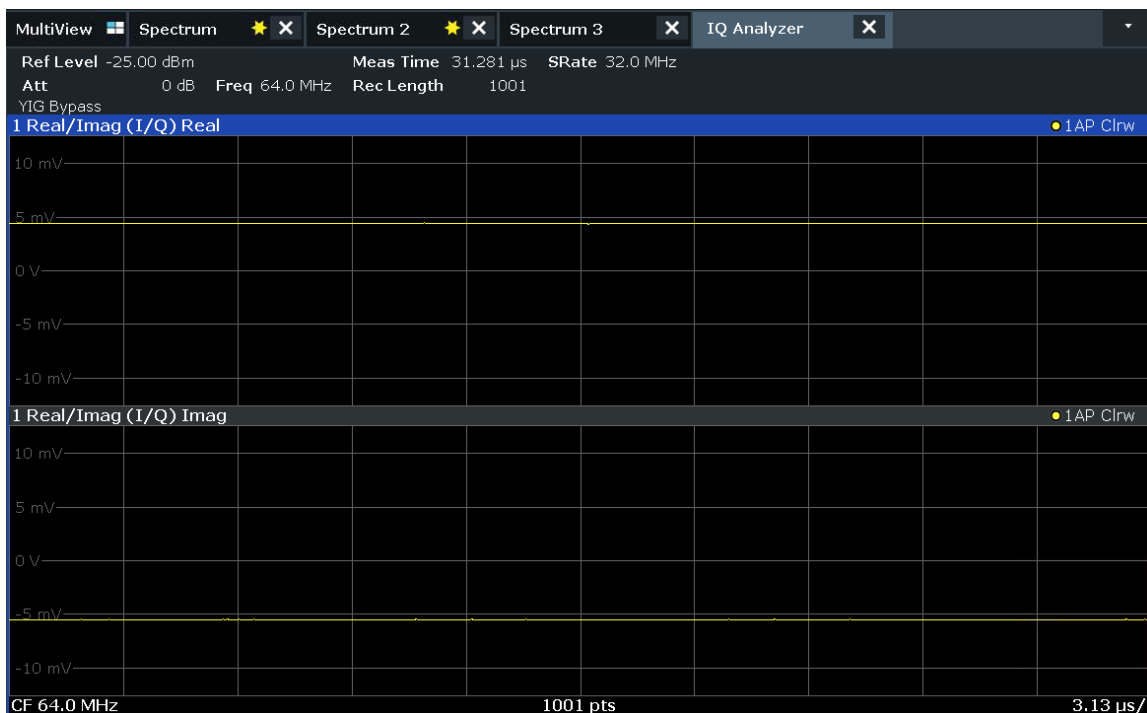 MultiView Spectrum Spectrum 2 Spectrum 3 IQ Analyzer
Ref Level -25.00 dBm Meas Time 31.281 µs SRate 32.0 MHz
Att 0 dB Freq 64.0 MHz Rec Length 1001
YIG Bypass
1 Real/Imag (I/Q) Real 1AP Clrw
10 mV
5 mV
0 V
-5 mV
-10 mV
1 Real/Imag (I/Q) Imag 1AP Clrw
10 mV
5 mV
0 V
-5 mV
-10 mV
CF 64.0 MHz 1001 pts 3.13 µs/